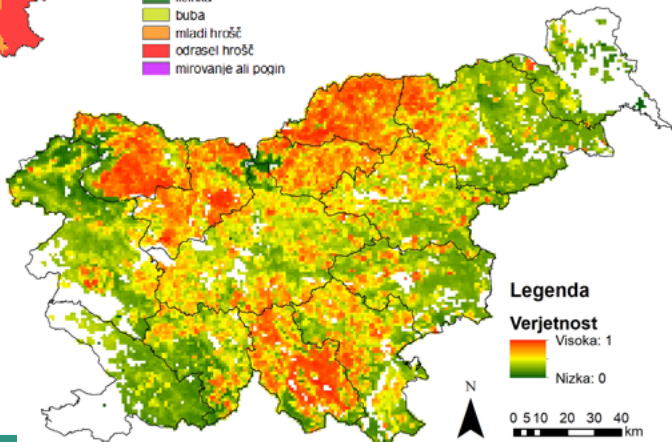 buba
mladi hrošč
odrasel hrošč
mirovanje ali pogin
Legenda
Verjetnost
Visoka: 1
Nizka: 0
N
0 5 10 20 30 40
km